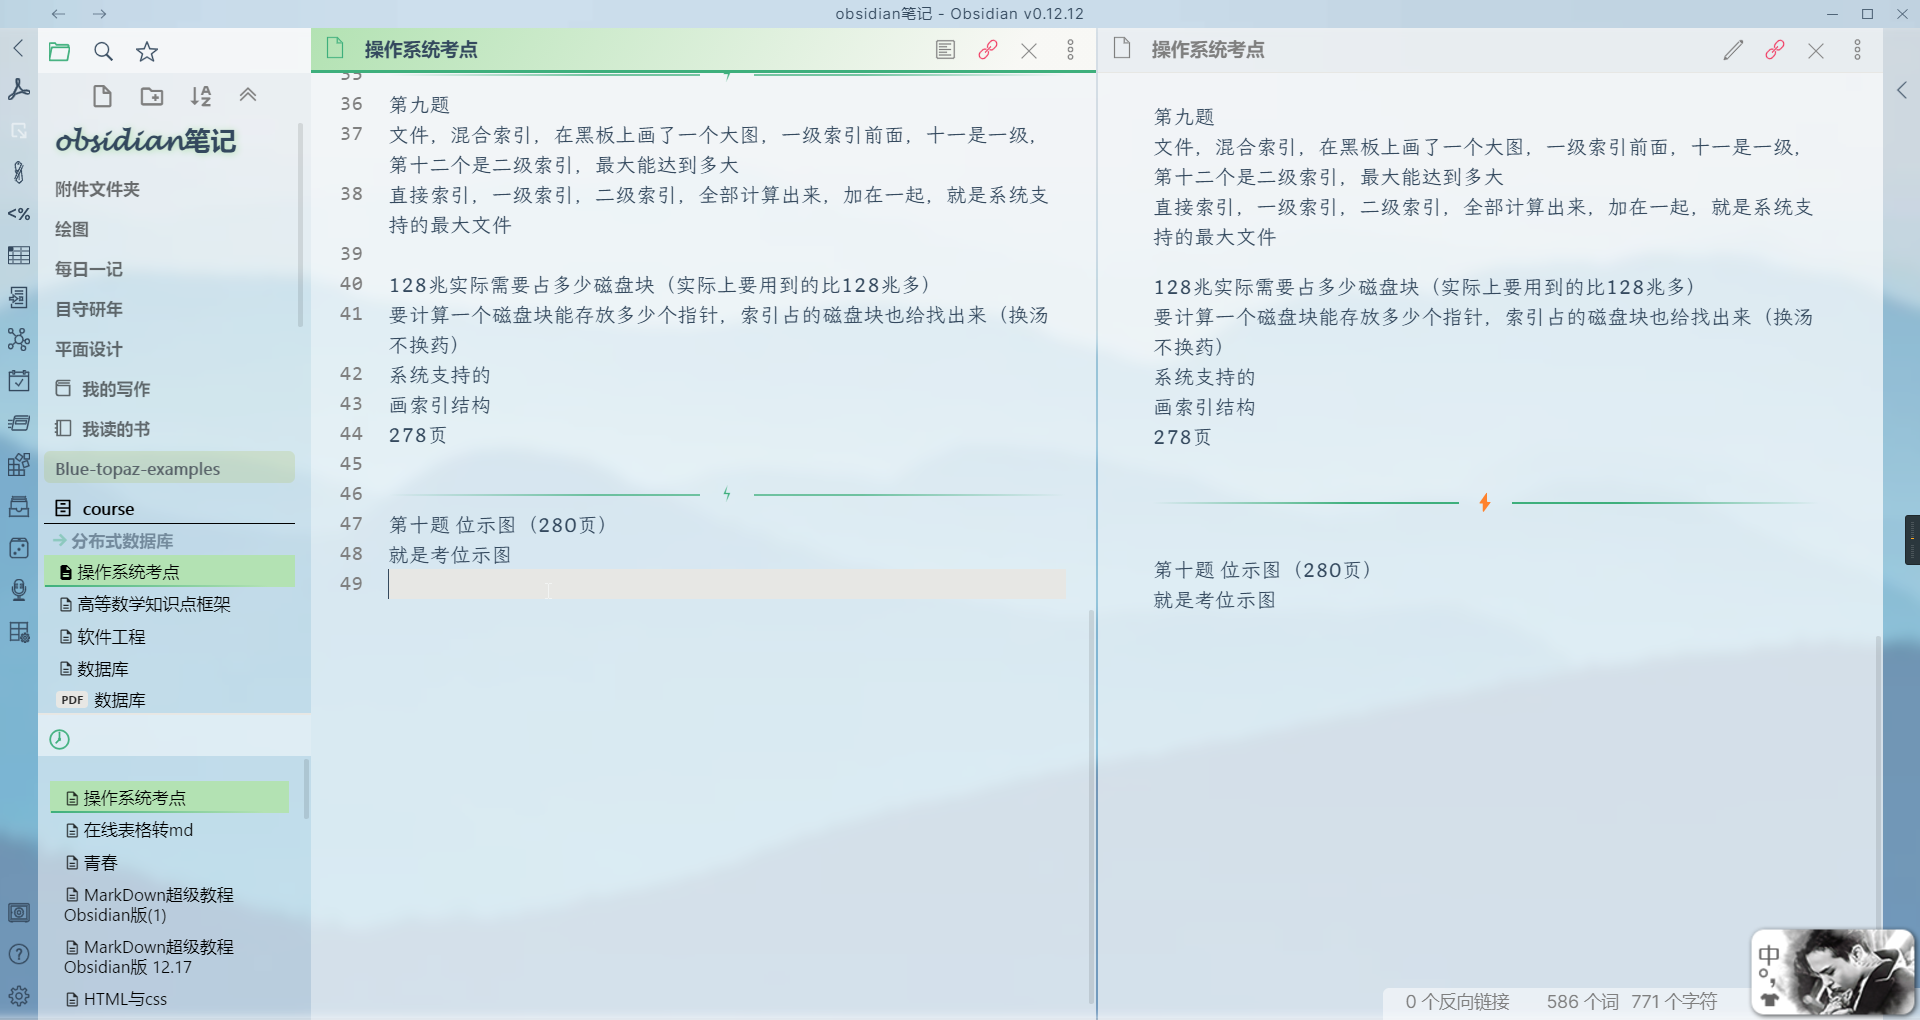 obsidian笔记 - Obsidian v0.12.12
obsidian笔记
附件文件夹
绘图
每日一记
目守研年
平面设计
我的写作
我读的书
Blue-topaz-examples
course
分布式数据库
操作系统考点
高等数学知识点框架
软件工程
数据库
PDF 数据库
操作系统考点
在线表格转md
青春
MarkDown超级教程
Obsidian版(1)
MarkDown超级教程
Obsidian版 12.17
HTML与css
操作系统考点
35
36 第九题
37 文件，混合索引，在黑板上画了一个大图，一级索引前面，十一是一级，
第十二个是二级索引，最大能达到多大
38 直接索引，一级索引，二级索引，全部计算出来，加在一起，就是系统支
持的最大文件
39
40 128兆实际需要占多少磁盘块（实际上要用到的比128兆多）
41 要计算一个磁盘块能存放多少个指针，索引占的磁盘块也给找出来（换汤
不换药）
42 系统支持的
43 画索引结构
44 278页
45
46
47 第十题 位示图（280页）
48 就是考位示图
49
操作系统考点
第九题
文件，混合索引，在黑板上画了一个大图，一级索引前面，十一是一级，
第十二个是二级索引，最大能达到多大
直接索引，一级索引，二级索引，全部计算出来，加在一起，就是系统支
持的最大文件
128兆实际需要占多少磁盘块（实际上要用到的比128兆多）
要计算一个磁盘块能存放多少个指针，索引占的磁盘块也给找出来（换汤
不换药）
系统支持的
画索引结构
278页
第十题 位示图（280页）
就是考位示图
0 个反向链接 586 个词 771 个字符
中